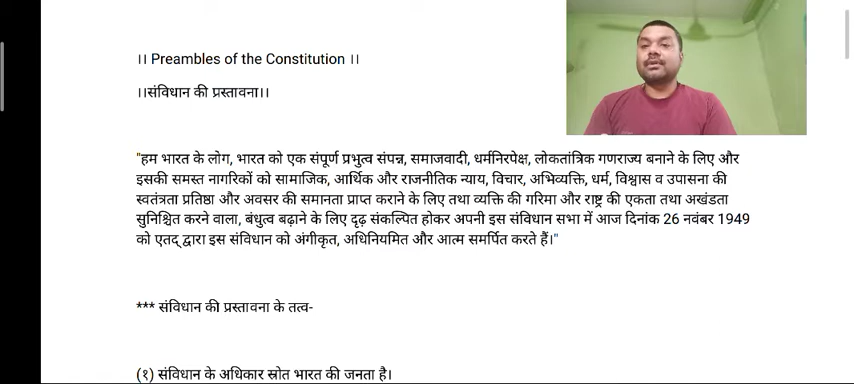 ।। Preambles of the Constitution ।।
।।संविधान की प्रस्तावना।।
"हम भारत के लोग, भारत को एक संपूर्ण प्रभुत्व संपन्न, समाजवादी, धर्मनिरपेक्ष, लोकतांत्रिक गणराज्य बनाने के लिए और
इसकी समस्त नागरिकों को सामाजिक, आर्थिक और राजनीतिक न्याय, विचार, अभिव्यक्ति, धर्म, विश्वास व उपासना की
स्वतंत्रता प्रतिष्ठा और अवसर की समानता प्राप्त कराने के लिए तथा व्यक्ति की गरिमा और राष्ट्र की एकता तथा अखंडता
सुनिश्चित करने वाला, बंधुत्व बढ़ाने के लिए दृढ़ संकल्पित होकर अपनी इस संविधान सभा में आज दिनांक 26 नवंबर 1949
को एतद् द्वारा इस संविधान को अंगीकृत, अधिनियमित और आत्म समर्पित करते हैं।"
*** संविधान की प्रस्तावना के तत्व-
(१) संविधान के अधिकार स्रोत भारत की जनता है।